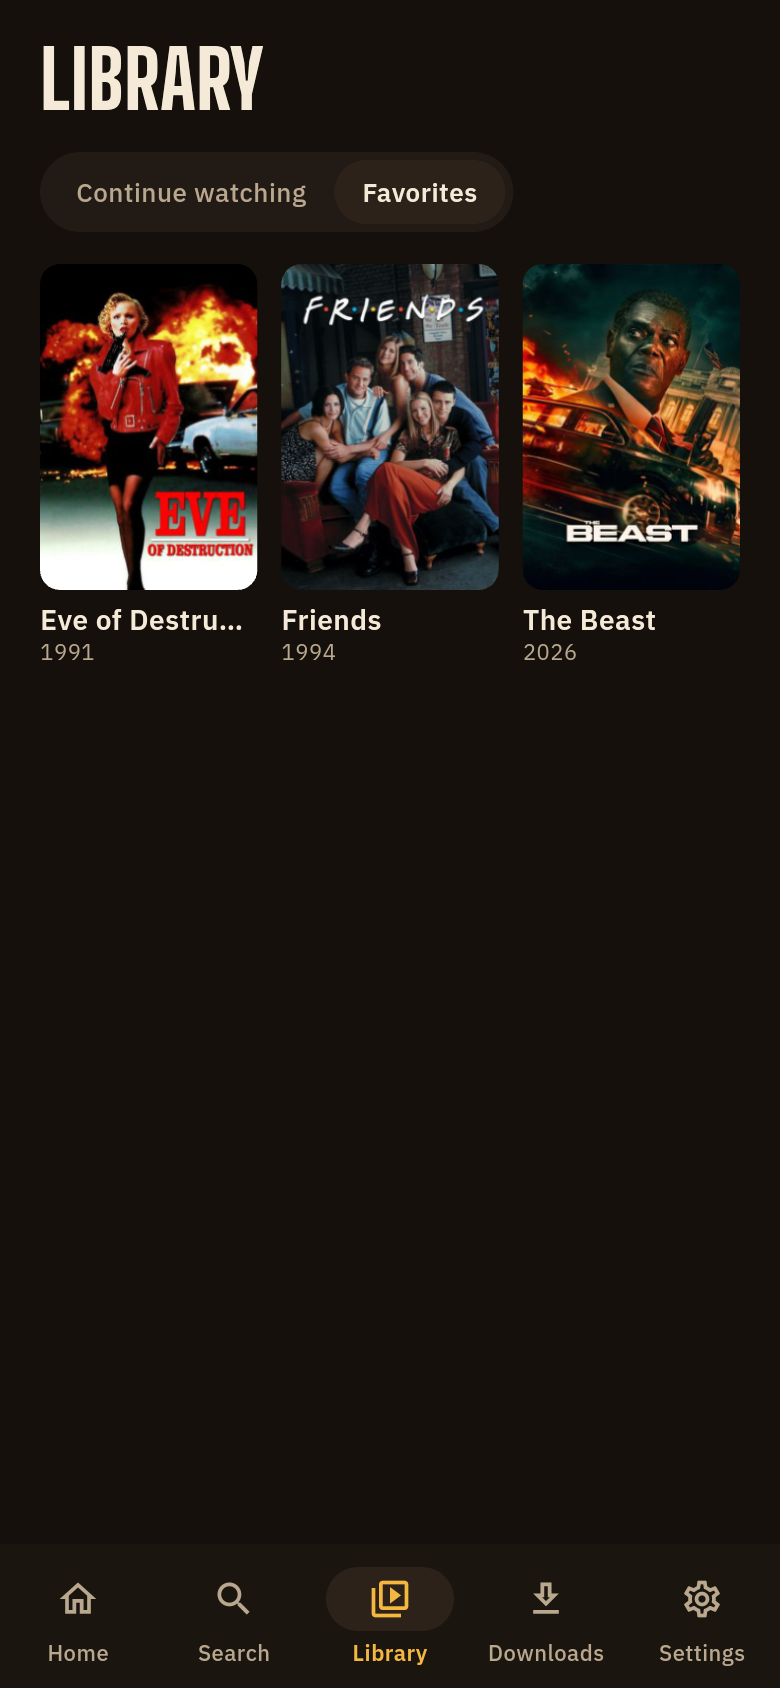 LIBRARY
Continue watching
Favorites
EVE
OF DESTRUCTION
F·R·I·E·N·D·S
THE
BEAST
Eve of Destru...
1991
Friends
1994
The Beast
2026
Home
Search
Library
Downloads
Settings